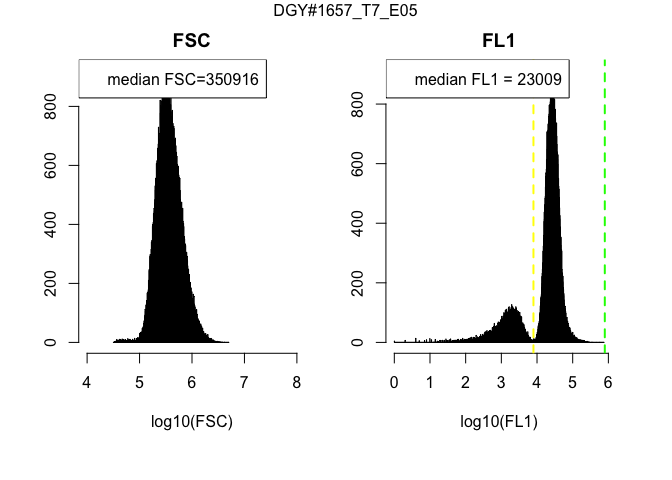 DGY#1657_T7_E05
FSC
FL1
median FSC=350916
median FL1 = 23009
800
600
400
200
0
800
600
400
200
0
4 5 6 7 8
0 1 2 3 4 5 6
log10(FSC)
log10(FL1)